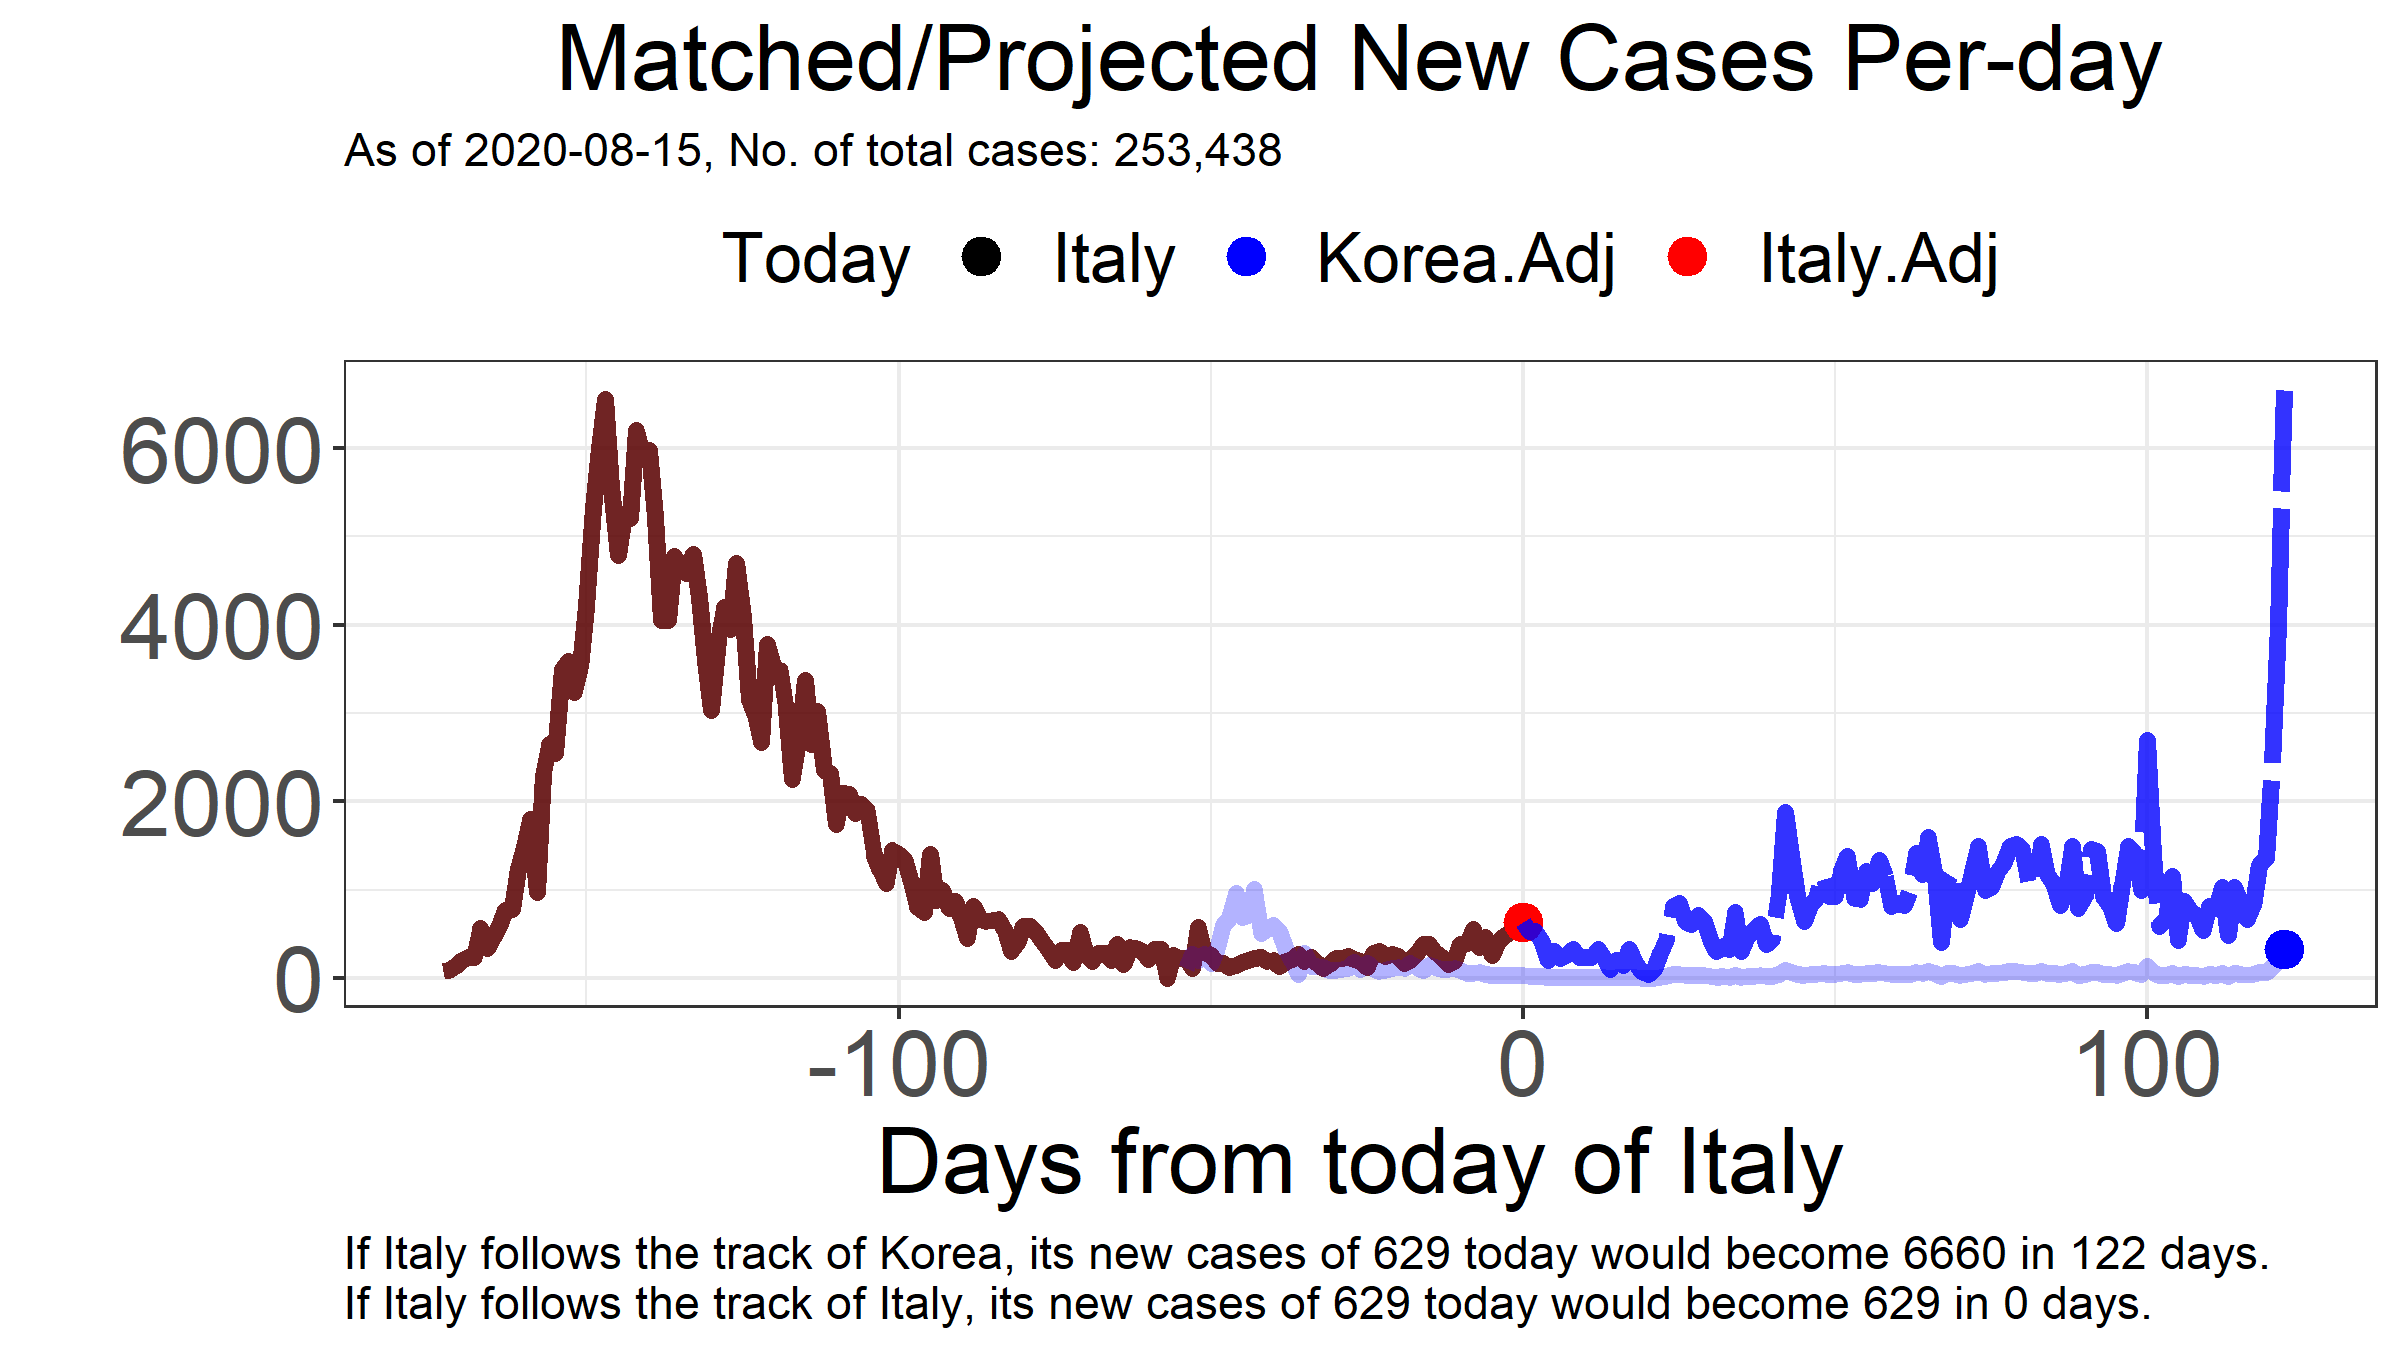 Matched/Projected New Cases Per-day
As of 2020-08-15, No. of total cases: 253,438
Today Italy Korea.Adj Italy.Adj
6000
4000
2000
0
-100 0 100
Days from today of Italy
If Italy follows the track of Korea, its new cases of 629 today would become 6660 in 122 days.
If Italy follows the track of Italy, its new cases of 629 today would become 629 in 0 days.